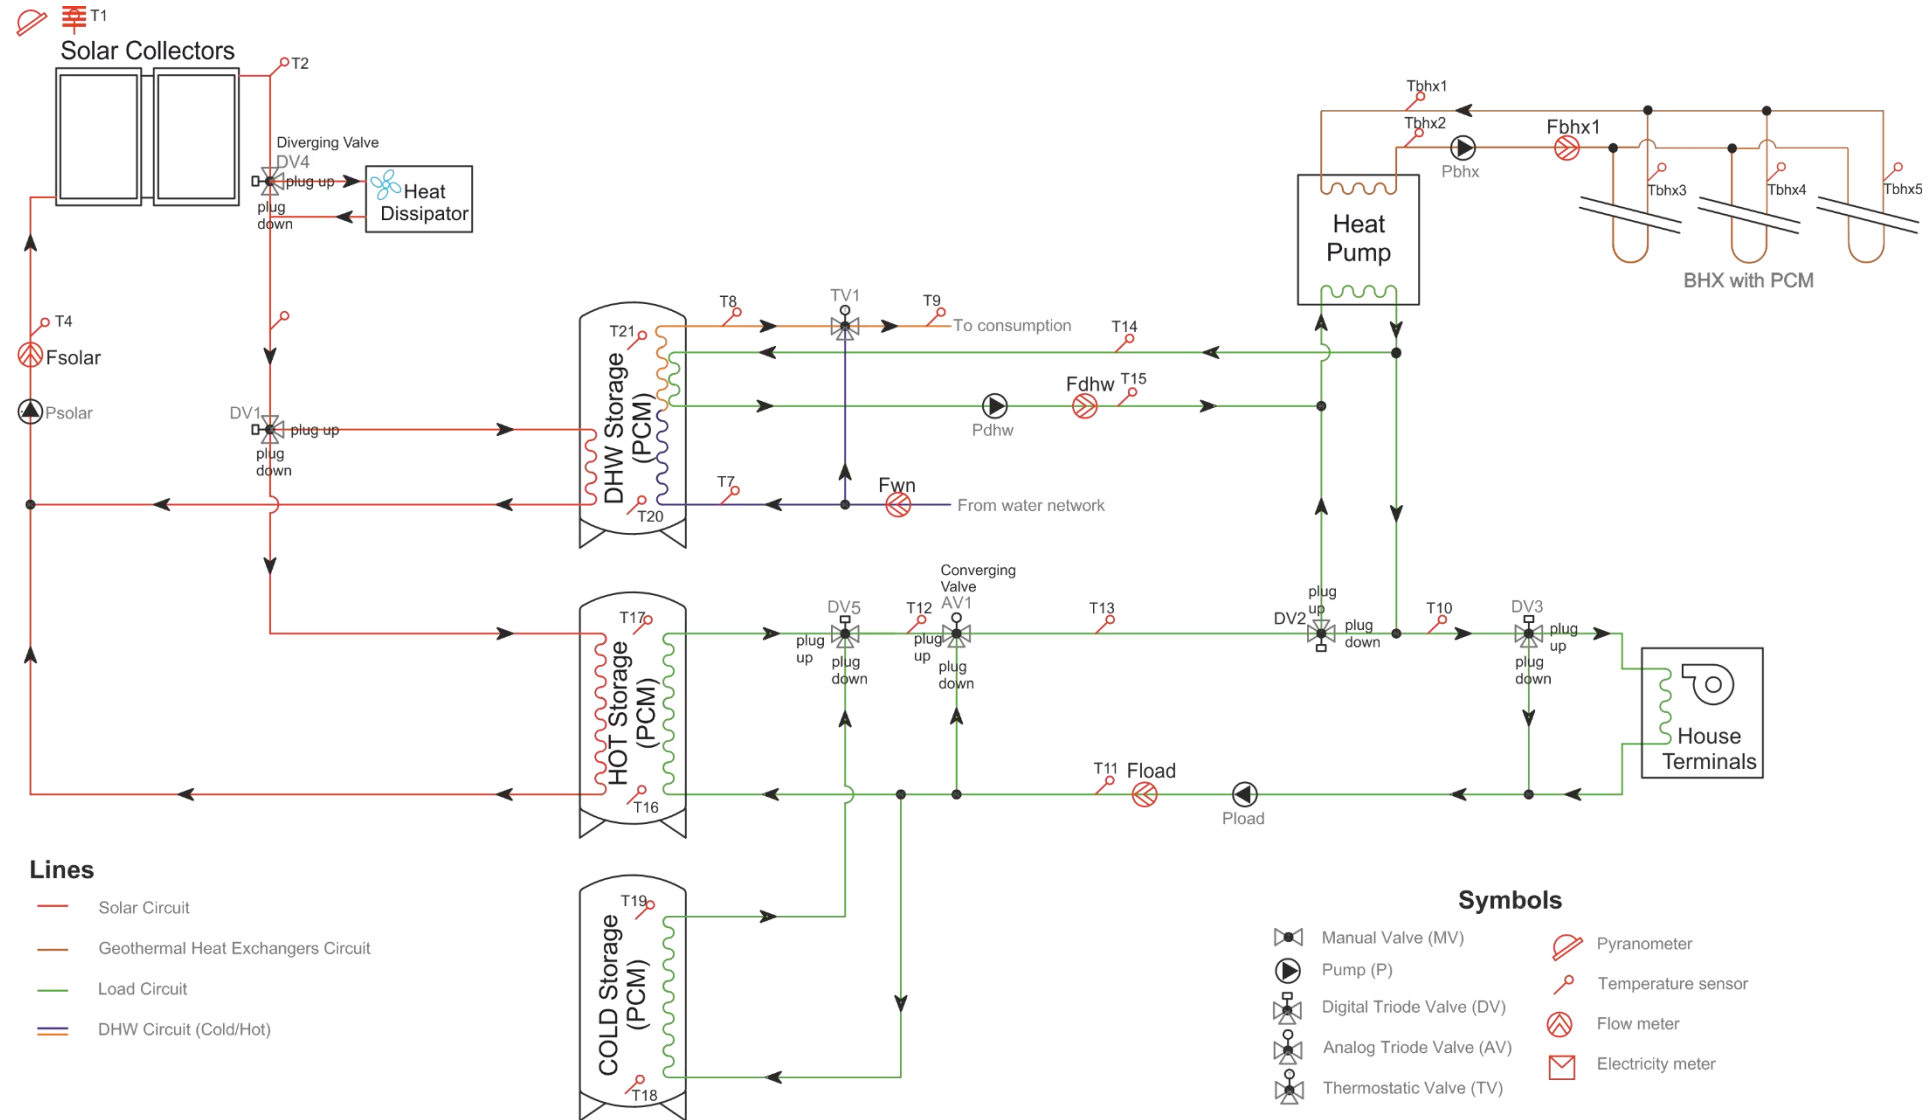 T1
Solar Collectors
T2
Diverging Valve
DV4
plug up
plug
down
Heat
Dissipator
T4
Fsolar
Psolar
DV1
plug up
plug
down
T21
T20
DHW Storage
(PCM)
T8
TV1
T9
To consumption
T14
Fdhw
T15
Pdhw
T7
Fwn
From water network
Tbhx1
Tbhx2
Pbhx
Fbhx1
Tbhx3
Tbhx4
Tbhx5
BHX with PCM
Heat
Pump
T17
T16
HOT Storage
(PCM)
DV5
plug
up
plug
down
T12
Converging
Valve
AV1
plug
up
plug
down
T13
DV2
plug
up
plug
down
T10
DV3
plug
up
plug
down
House
Terminals
T11
Fload
Pload
T19
T18
COLD Storage
(PCM)
Lines
Solar Circuit
Geothermal Heat Exchangers Circuit
Load Circuit
DHW Circuit (Cold/Hot)
Symbols
Manual Valve (MV)
Pump (P)
Digital Triode Valve (DV)
Analog Triode Valve (AV)
Thermostatic Valve (TV)
Pyranometer
Temperature sensor
Flow meter
Electricity meter